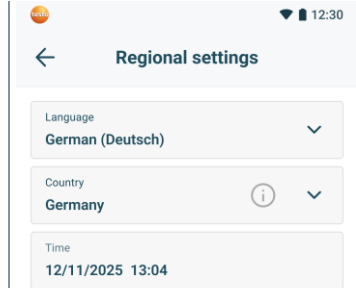 testo
12:30
Regional settings
Language
German (Deutsch)
Country
Germany
Time
12/11/2025 13:04